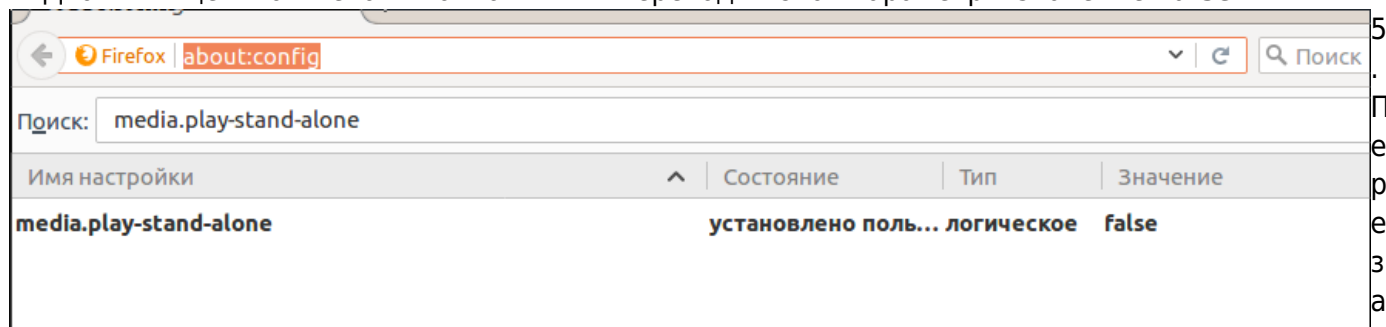 Firefox about:config Поиск
Поиск: media.play-stand-alone
Имя настройки Состояние Тип Значение
media.play-stand-alone установлено поль... логическое false
5
.
П
е
р
е
з
а